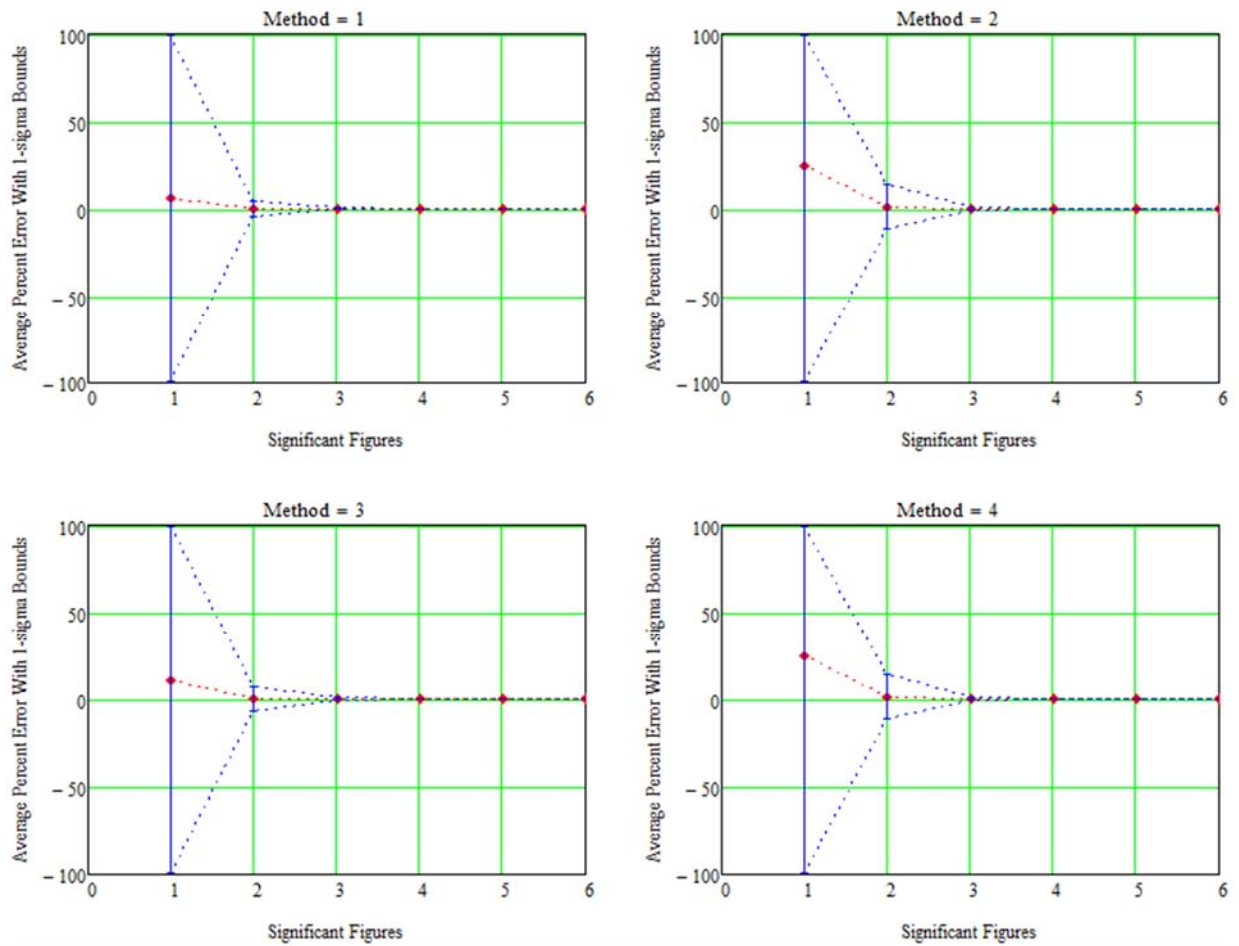 Method = 1
Average Percent Error With 1-sigma Bounds
100
50
0
− 50
− 100
0 1 2 3 4 5 6
Significant Figures
Method = 2
Average Percent Error With 1-sigma Bounds
100
50
0
− 50
− 100
0 1 2 3 4 5 6
Significant Figures
Method = 3
Average Percent Error With 1-sigma Bounds
100
50
0
− 50
− 100
0 1 2 3 4 5 6
Significant Figures
Method = 4
Average Percent Error With 1-sigma Bounds
100
50
0
− 50
− 100
0 1 2 3 4 5 6
Significant Figures